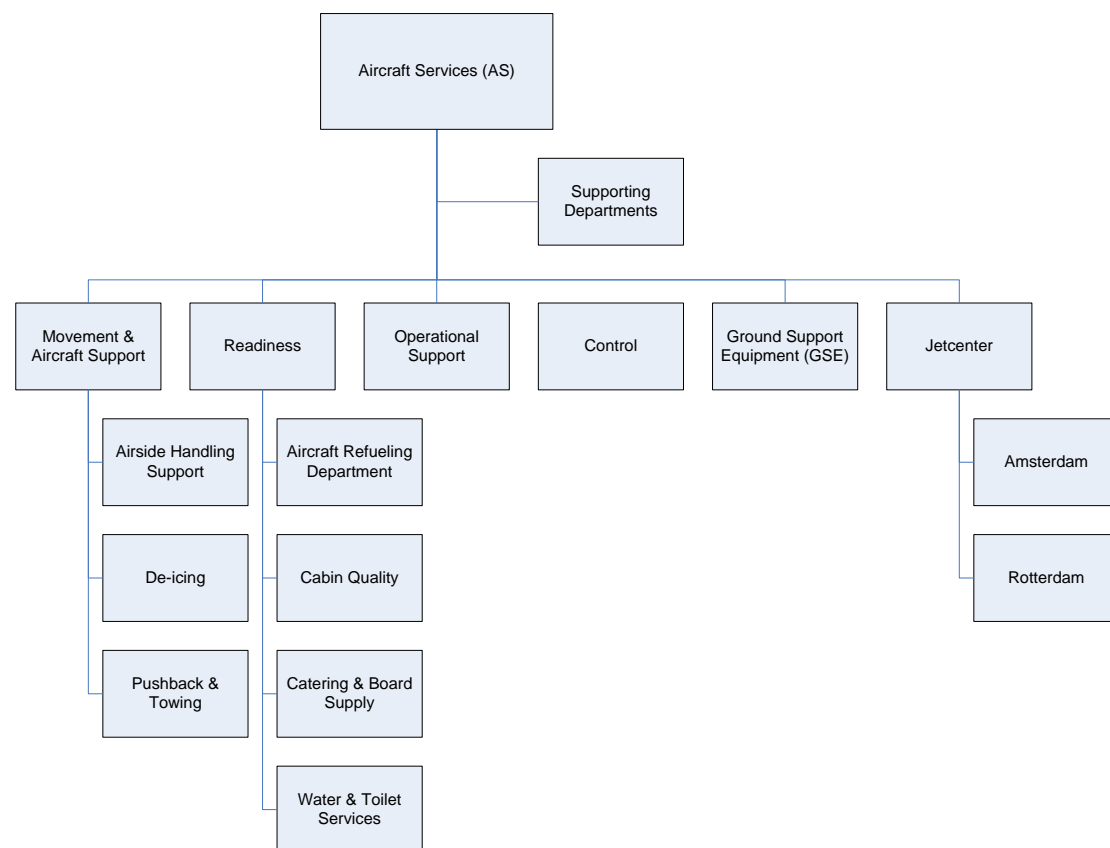 Aircraft Services (AS)
Supporting
Departments
Movement &
Aircraft Support
Readiness
Operational
Support
Control
Ground Support
Equipment (GSE)
Jetcenter
Airside Handling
Support
Aircraft Refueling
Department
Amsterdam
De-icing
Cabin Quality
Rotterdam
Pushback &
Towing
Catering & Board
Supply
Water & Toilet
Services